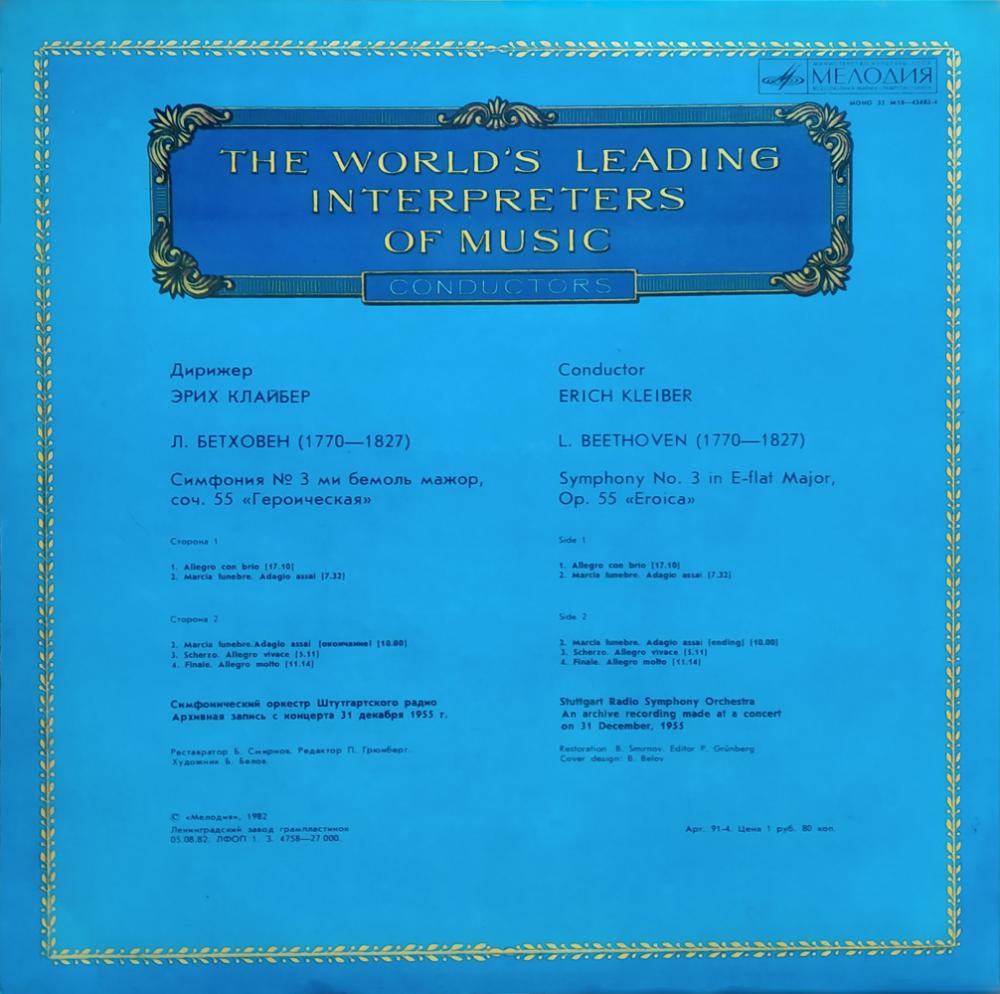 МИНИСТЕРСТВО КУЛЬТУРЫ СССР
МЕЛОДИЯ
МОНО 33 М10—43683-4
THE WORLD'S LEADING
INTERPRETERS
OF MUSIC
CONDUCTORS
Дирижер
ЭРИХ КЛАЙБЕР
Л. БЕТХОВЕН (1770—1827)
Симфония № 3 ми бемоль мажор,
соч. 55 «Героическая»
Сторона 1
1. Allegro con brio [17.10]
2. Marcia funebre. Adagio assai [7.32]
Сторона 2
2. Marcia funebre.Adagio assai [окончание] [10.00]
3. Scherzo. Allegro vivace [5.11]
4. Finale. Allegro molto [11.14]
Симфонический оркестр Штутгартского радио
Архивная запись с концерта 31 декабря 1955 г.
Реставратор Б. Смирнов. Редактор П. Грюнберг.
Художник Б. Белов.
© «Мелодия», 1982
Ленинградский завод грампластинок
05.08.82. ЛФОП 1. З. 4758—27 000.
Conductor
ERICH KLEIBER
L. BEETHOVEN (1770—1827)
Symphony No. 3 in E-flat Major,
Op. 55 «Eroica»
Side 1
1. Allegro con brio [17.10]
2. Marcia funebre. Adagio assai [7.32]
Side 2
2. Marcia funebre. Adagio assai [ending] [10.00]
3. Scherzo. Allegro vivace [5.11]
4. Finale. Allegro molto [11.14]
Stuttgart Radio Symphony Orchestra
An archive recording made at a concert
on 31 December, 1955
Restoration B. Smirnov. Editor P. Grünberg
Cover design: B. Belov
Арт. 91-4. Цена 1 руб. 80 коп.